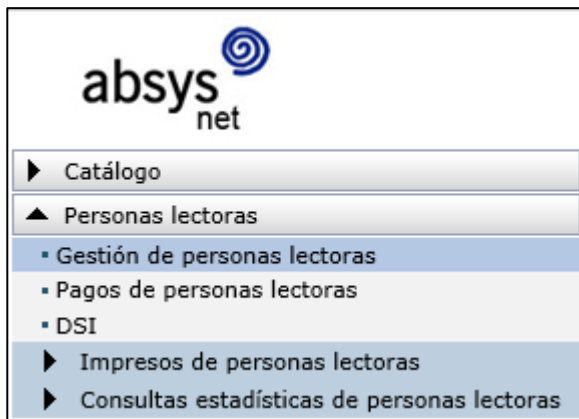 absys
net
Catálogo
Personas lectoras
Gestión de personas lectoras
Pagos de personas lectoras
DSI
Impresos de personas lectoras
Consultas estadísticas de personas lectoras